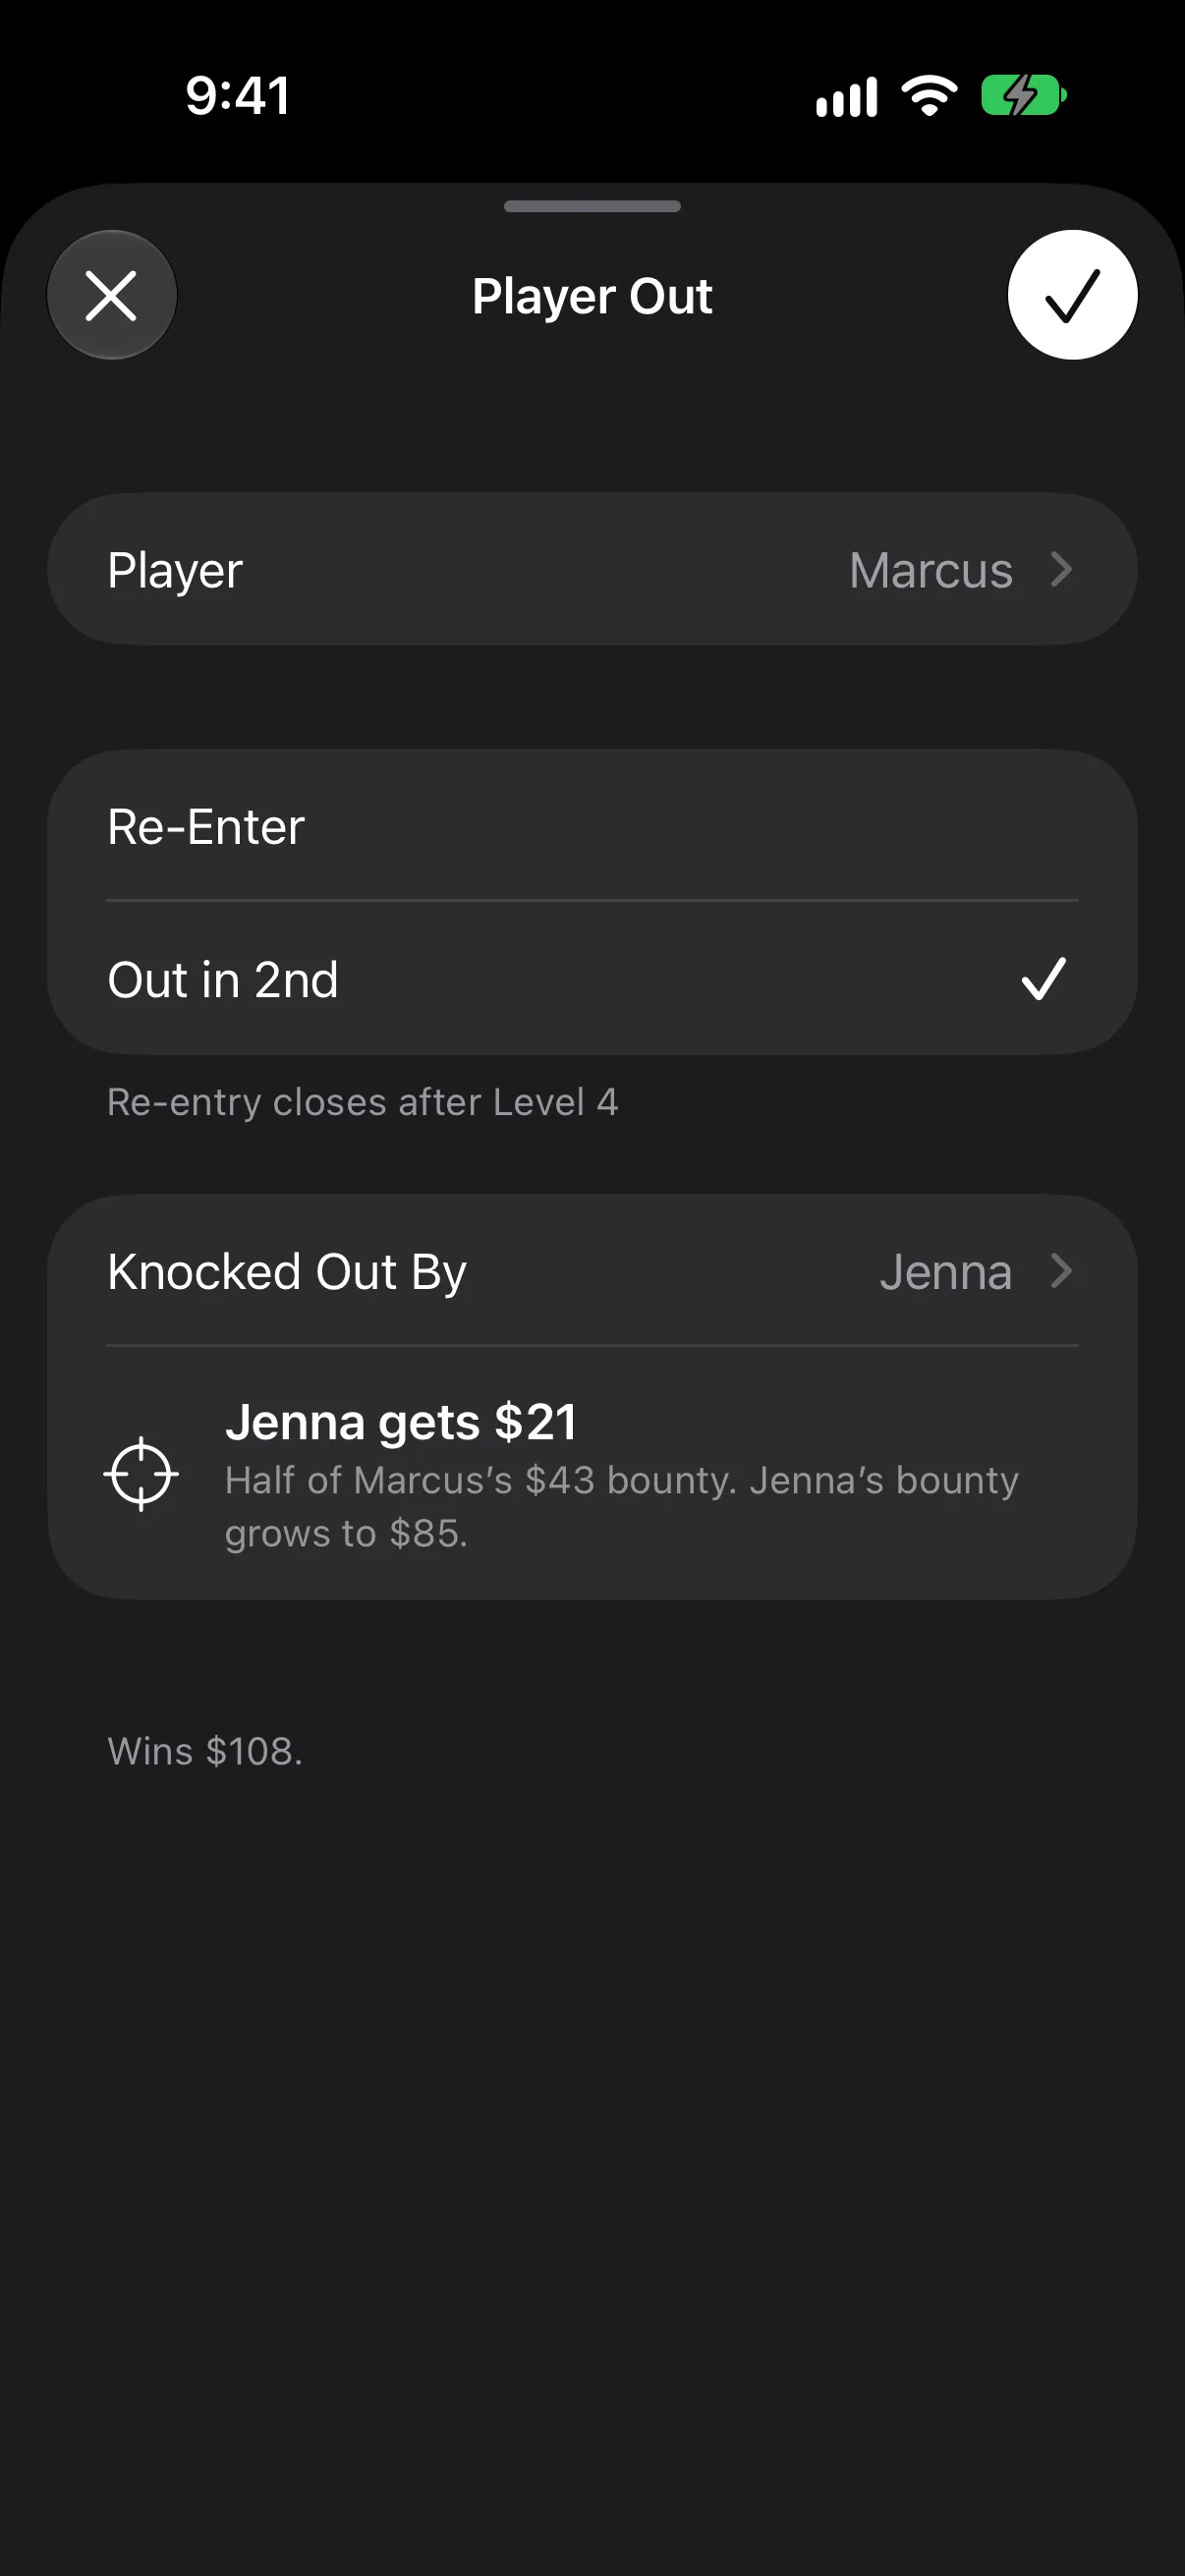 9:41
Player Out
Player Marcus
Re-Enter
Out in 2nd
Re-entry closes after Level 4
Knocked Out By Jenna
Jenna gets $21
Half of Marcus’s $43 bounty. Jenna’s bounty
grows to $85.
Wins $108.